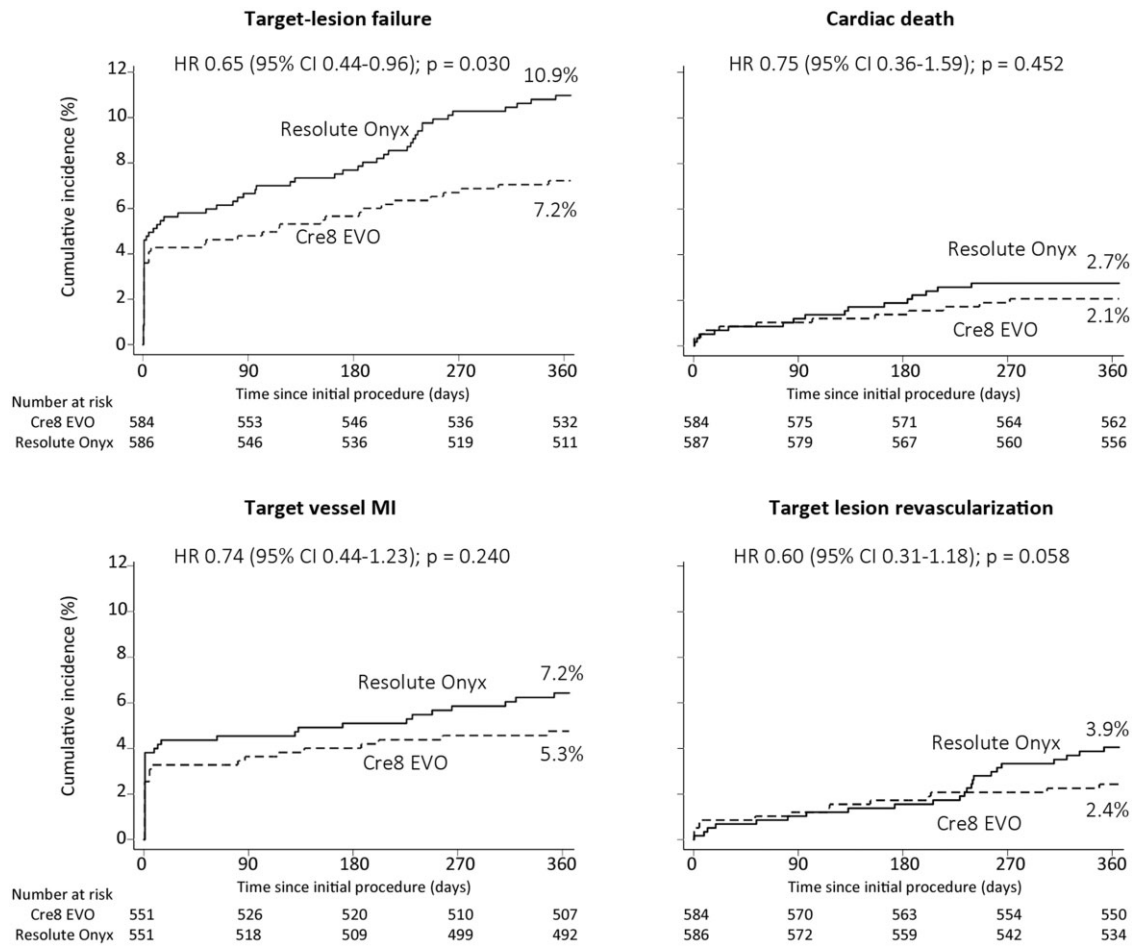 Target-lesion failure
HR 0.65 (95% CI 0.44-0.96); p = 0.030
Cumulative incidence (%)
12
10
8
6
4
2
0
10.9%
Resolute Onyx
7.2%
Cre8 EVO
0 90 180 270 360
Time since initial procedure (days)
Number at risk
Cre8 EVO 584 553 546 536 532
Resolute Onyx 586 546 536 519 511
Cardiac death
HR 0.75 (95% CI 0.36-1.59); p = 0.452
Resolute Onyx
2.7%
Cre8 EVO
2.1%
0 90 180 270 360
Time since initial procedure (days)
584 575 571 564 562
587 579 567 560 556
Target vessel MI
HR 0.74 (95% CI 0.44-1.23); p = 0.240
Cumulative incidence (%)
12
10
8
6
4
2
0
7.2%
Resolute Onyx
5.3%
Cre8 EVO
0 90 180 270 360
Time since initial procedure (days)
Number at risk
Cre8 EVO 551 526 520 510 507
Resolute Onyx 551 518 509 499 492
Target lesion revascularization
HR 0.60 (95% CI 0.31-1.18); p = 0.058
3.9%
Resolute Onyx
2.4%
Cre8 EVO
0 90 180 270 360
Time since initial procedure (days)
584 570 563 554 550
586 572 559 542 534